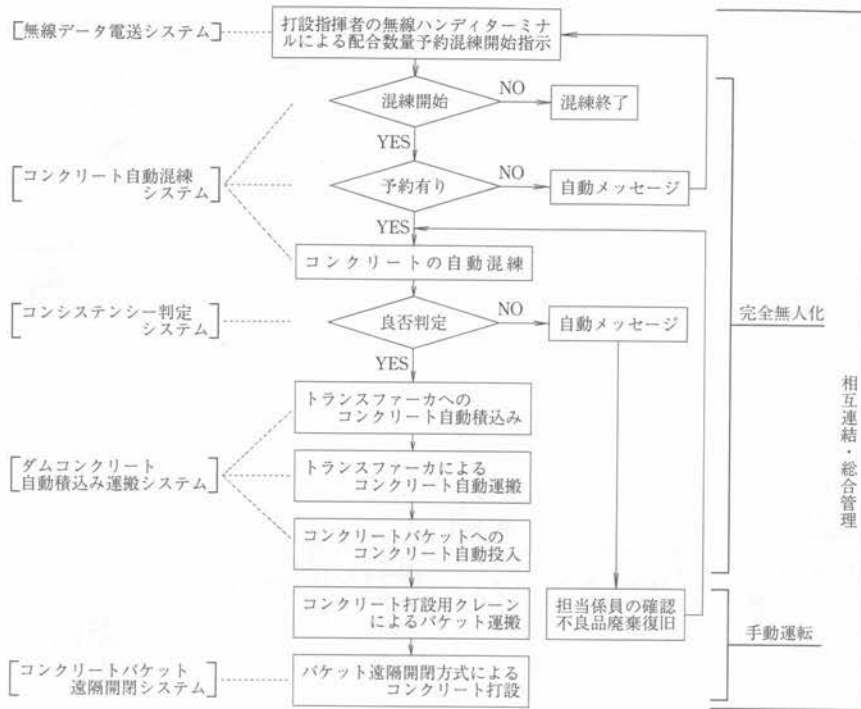 [無線データ電送システム]
打設指揮者の無線ハンディターミナ
ルによる配合数量予約混練開始指示
混練開始
NO
混練終了
YES
[コンクリート自動混練
システム]
予約有り
NO
自動メッセージ
YES
コンクリートの自動混練
[コンシステンシー判定
システム]
良否判定
NO
自動メッセージ
完全無人化
YES
トランスファーカへの
コンクリート自動積込み
[ダムコンクリート
自動積込み運搬システム]
トランスファーカによる
コンクリート自動運搬
相互連結・総合管理
コンクリートバケットへの
コンクリート自動投入
コンクリート打設用クレーン
によるバケット運搬
担当係員の確認
不良品廃棄復旧
手動運転
[コンクリートバケット
遠隔開閉システム]
バケット遠隔開閉方式による
コンクリート打設